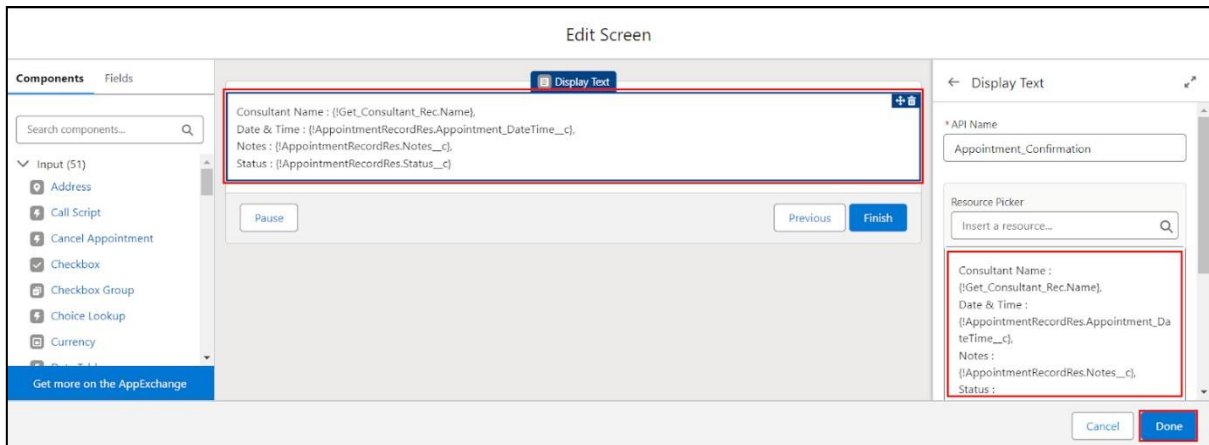 Edit Screen
Components Fields
Search components...
Input (51)
Address
Call Script
Cancel Appointment
Checkbox
Checkbox Group
Choice Lookup
Currency
Get more on the AppExchange
Display Text
Consultant Name : {!Get_Consultant_Rec.Name},
Date & Time : {!AppointmentRecordRes.Appointment_DateTime__c},
Notes : {!AppointmentRecordRes.Notes__c},
Status : {!AppointmentRecordRes.Status__c}
Pause
Previous Finish
Display Text
* API Name
Appointment_Confirmation
Resource Picker
Insert a resource...
Consultant Name :
{!Get_Consultant_Rec.Name},
Date & Time :
{!AppointmentRecordRes.Appointment_Da
teTime__c},
Notes :
{!AppointmentRecordRes.Notes__c},
Status :
Cancel Done